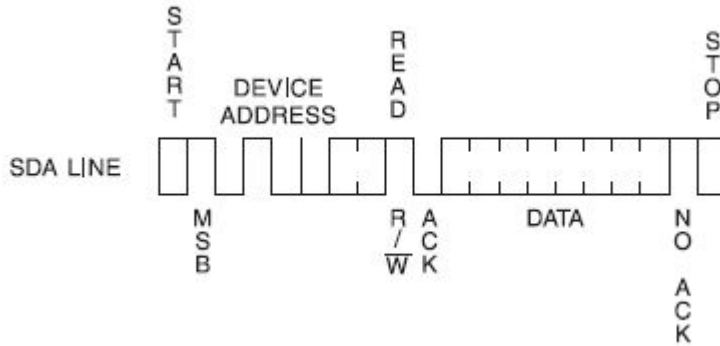 START
DEVICE
ADDRESS
READ
STOP
SDA LINE
MSB
R/W
ACK
DATA
NO ACK